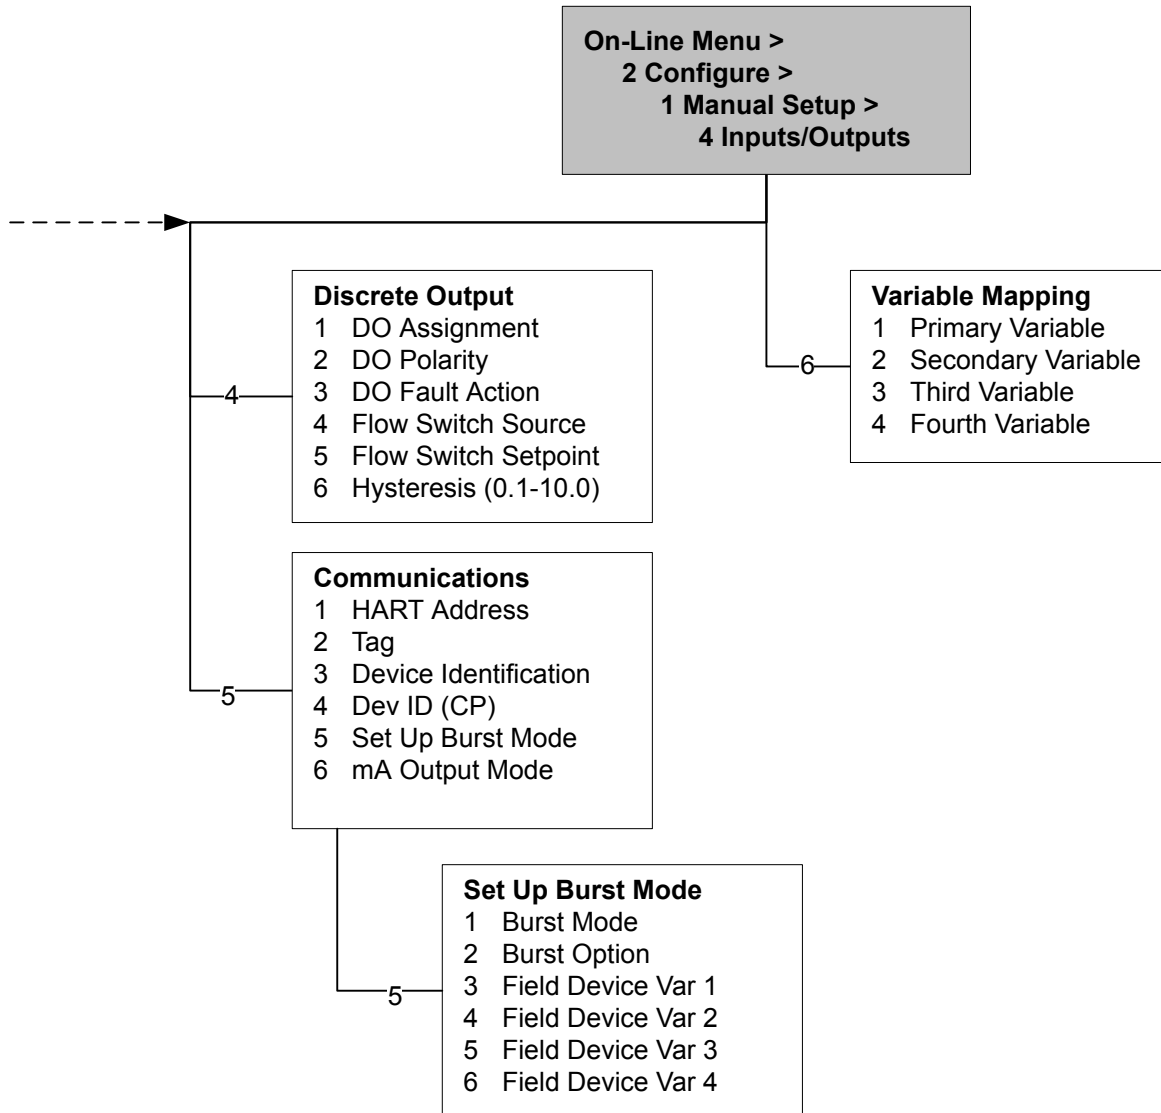 On-Line Menu >
2 Configure >
1 Manual Setup >
4 Inputs/Outputs
4
Discrete Output
1 DO Assignment
2 DO Polarity
3 DO Fault Action
4 Flow Switch Source
5 Flow Switch Setpoint
6 Hysteresis (0.1-10.0)
6
Variable Mapping
1 Primary Variable
2 Secondary Variable
3 Third Variable
4 Fourth Variable
5
Communications
1 HART Address
2 Tag
3 Device Identification
4 Dev ID (CP)
5 Set Up Burst Mode
6 mA Output Mode
5
Set Up Burst Mode
1 Burst Mode
2 Burst Option
3 Field Device Var 1
4 Field Device Var 2
5 Field Device Var 3
6 Field Device Var 4